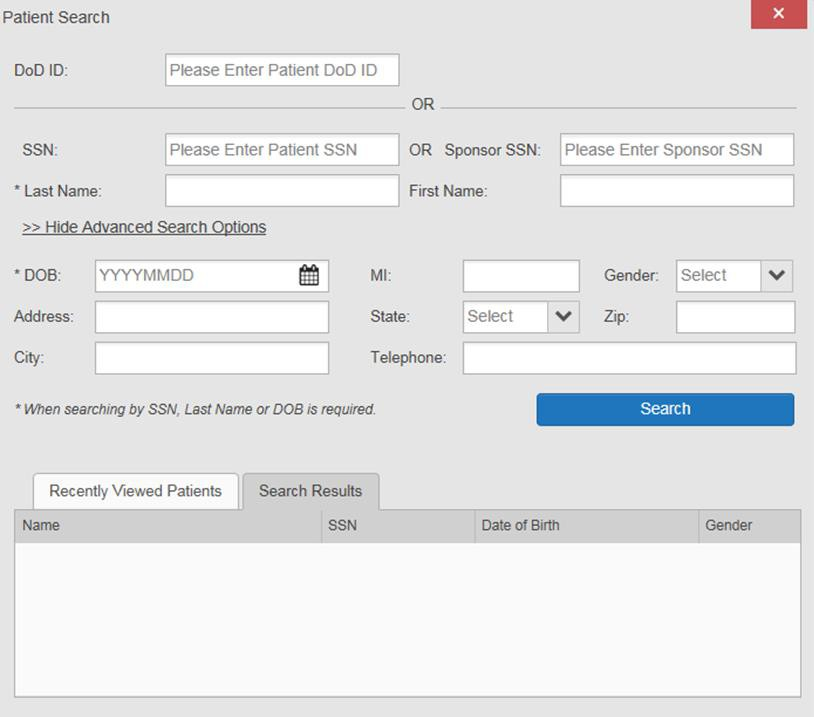 Patient Search
×
DoD ID: Please Enter Patient DoD ID
OR
SSN: Please Enter Patient SSN OR Sponsor SSN: Please Enter Sponsor SSN
* Last Name: First Name:
>> Hide Advanced Search Options
* DOB: YYYYMMDD MI: Gender: Select
Address: State: Select Zip:
City: Telephone:
* When searching by SSN, Last Name or DOB is required. Search
Recently Viewed Patients Search Results
Name SSN Date of Birth Gender